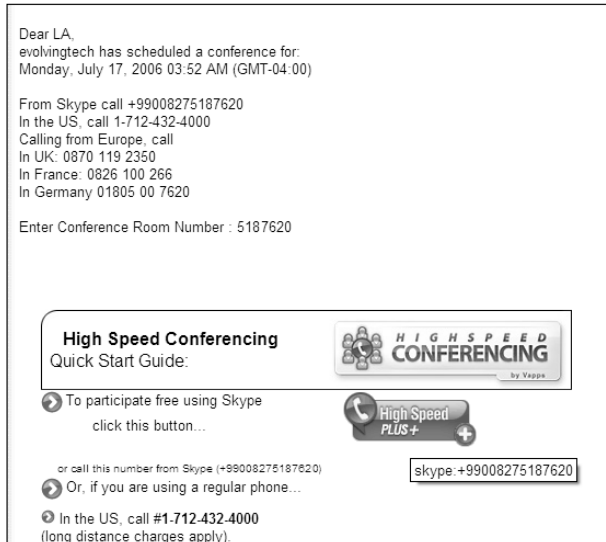 Dear LA,
evolvingtech has scheduled a conference for:
Monday, July 17, 2006 03:52 AM (GMT-04:00)
From Skype call +99008275187620
In the US, call 1-712-432-4000
Calling from Europe, call
In UK: 0870 119 2350
In France: 0826 100 266
In Germany 01805 00 7620
Enter Conference Room Number : 5187620
High Speed Conferencing
Quick Start Guide:
HIGHSPEED
CONFERENCING
by Vappe
To participate free using Skype
click this button...
High Speed
PLUS+
or call this number from Skype (+99008275187620)
skype:+99008275187620
Or, if you are using a regular phone...
In the US, call #1-712-432-4000
(long distance charges apply).